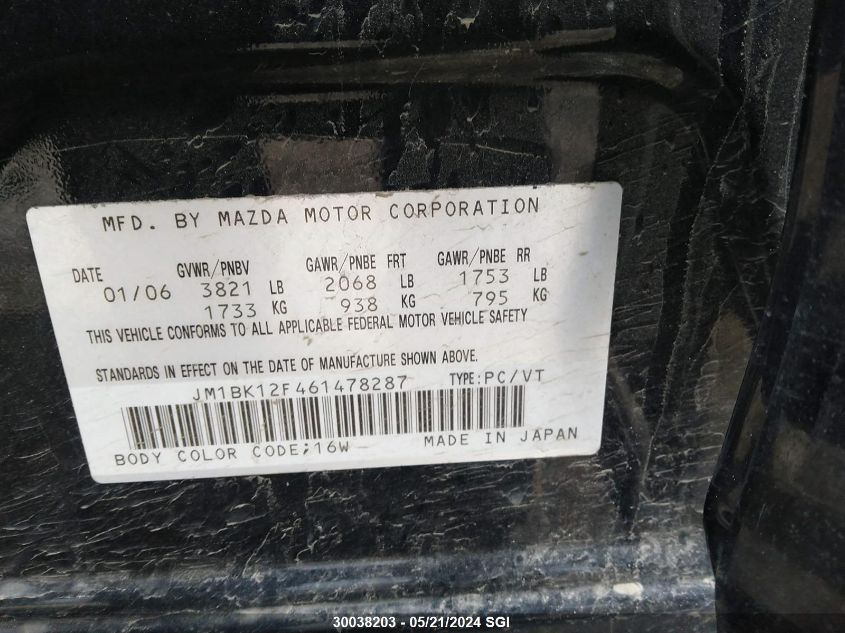 MFD. BY MAZDA MOTOR CORPORATION
DATE GVWR/PNBV GAWR/PNBE FRT GAWR/PNBE RR
01/06 3821 LB 2068 LB 1753 LB
1733 KG 938 KG 795 KG
THIS VEHICLE CONFORMS TO ALL APPLICABLE FEDERAL MOTOR VEHICLE SAFETY
STANDARDS IN EFFECT ON THE DATE OF MANUFACTURE SHOWN ABOVE.
JM1BK12F461478287 TYPE:PC/VT
BODY COLOR CODE;16W MADE IN JAPAN
30038203 - 05/21/2024 SGI